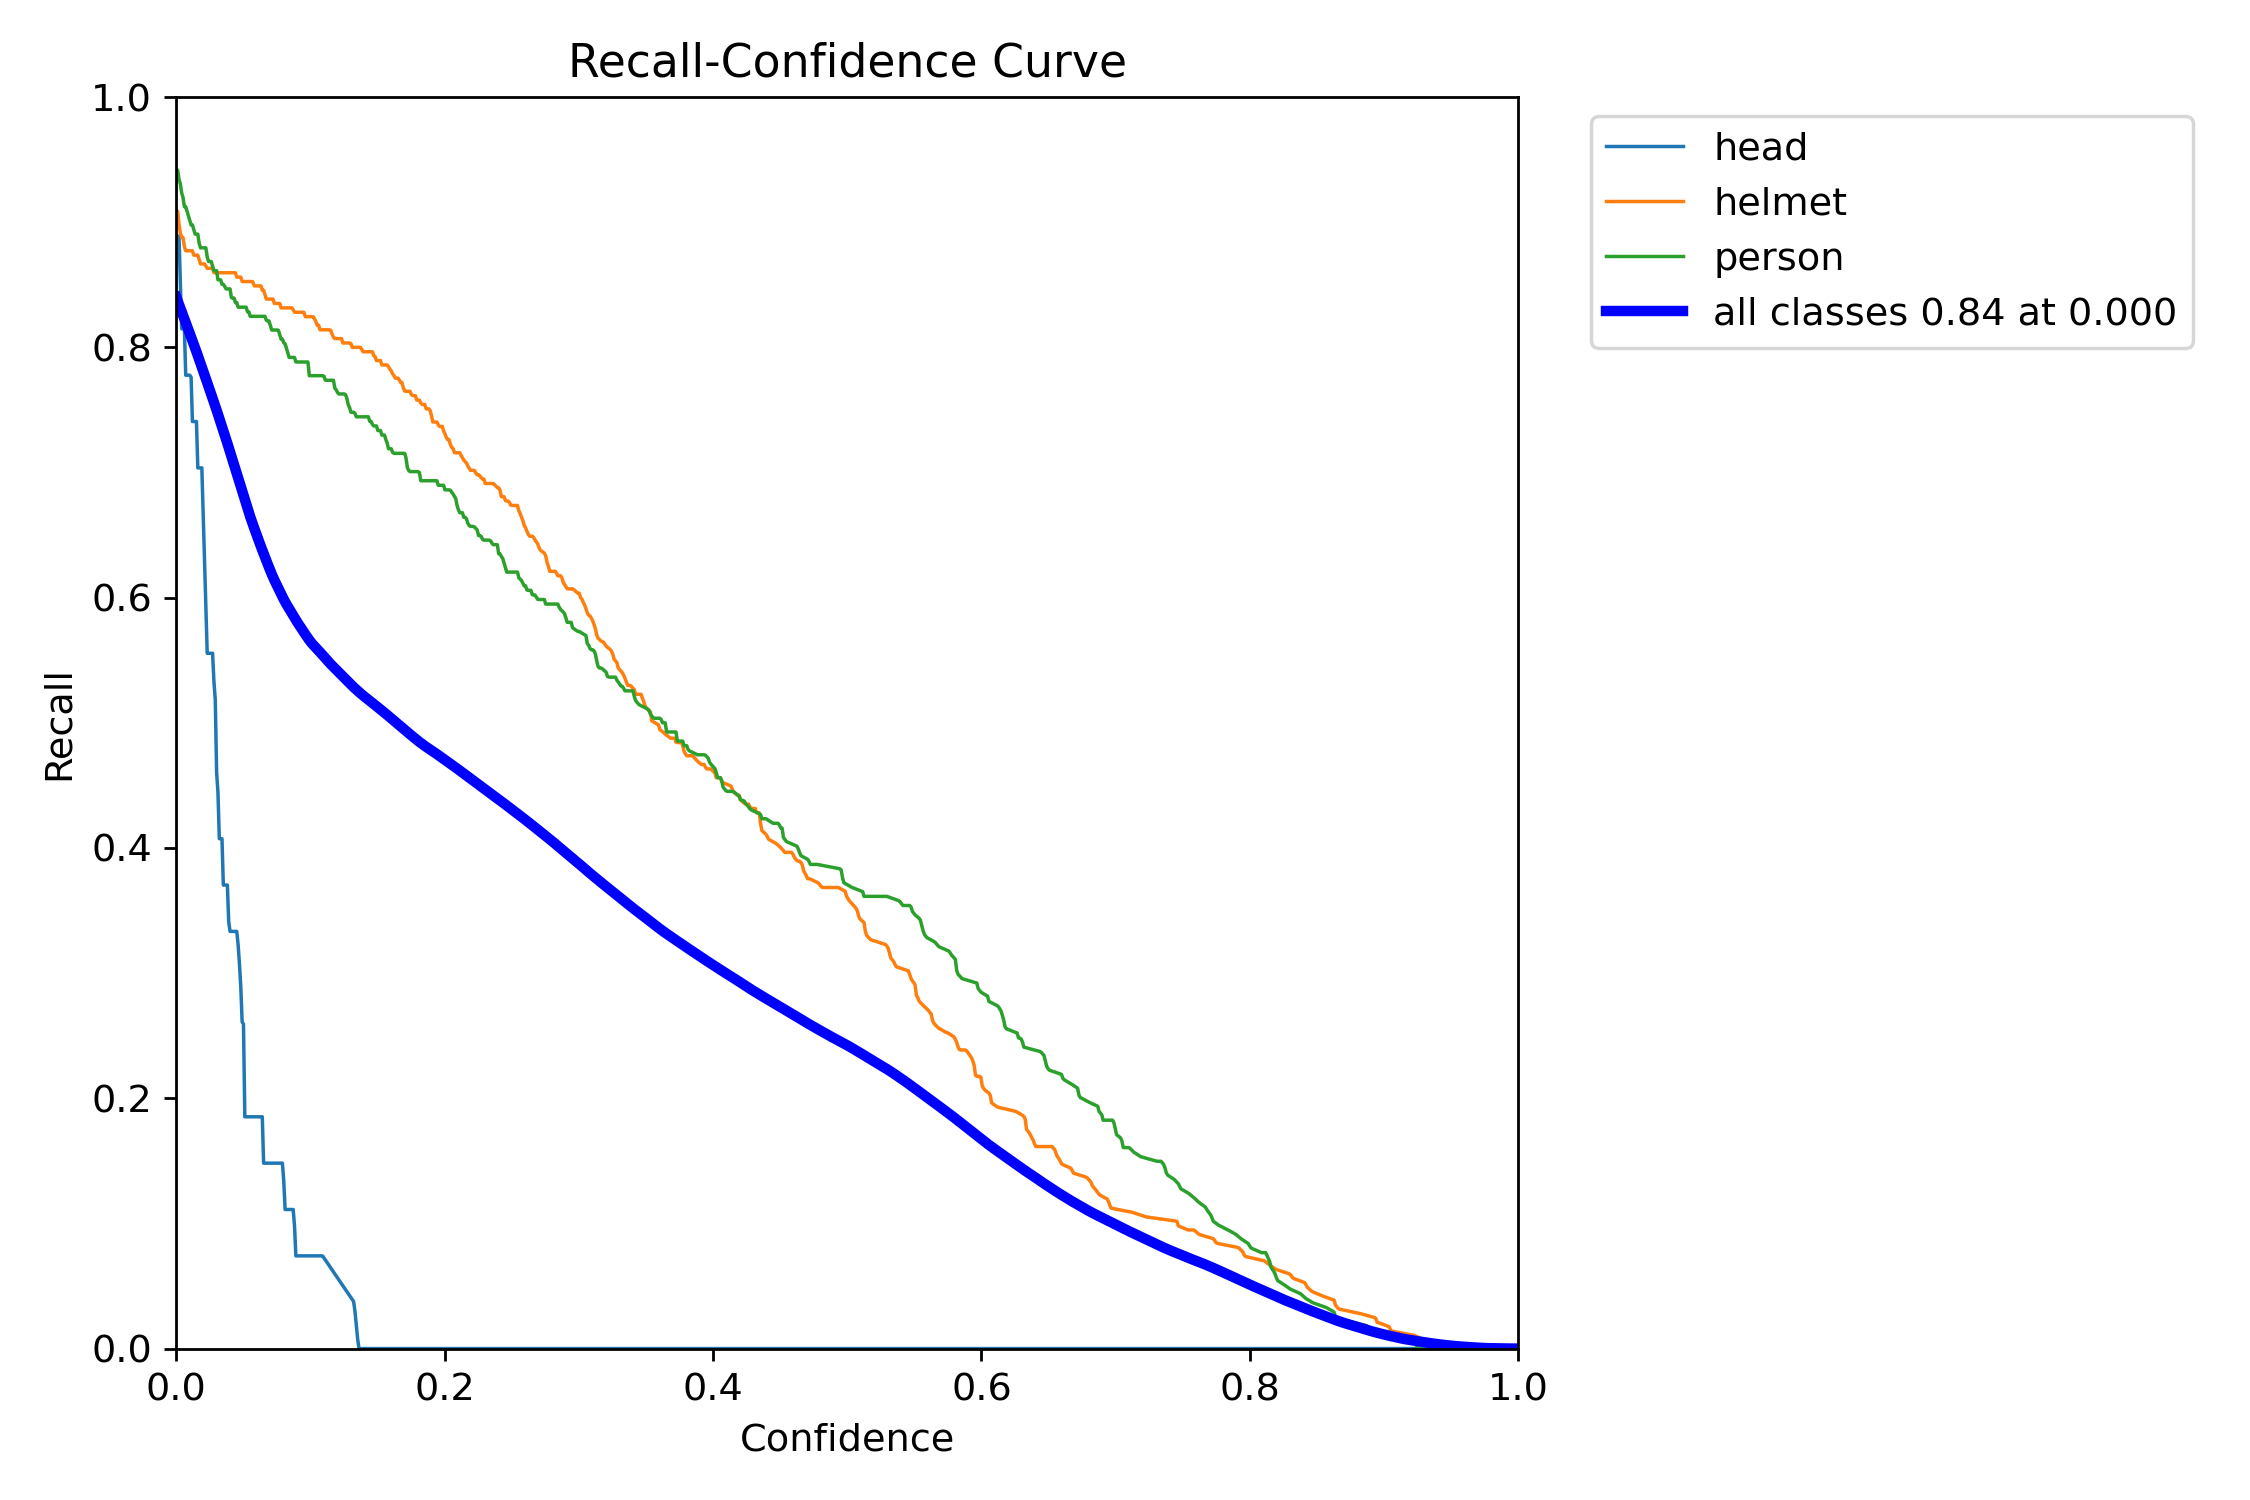 Recall-Confidence Curve
1.0
0.8
0.6
0.4
0.2
0.0
Recall
0.0 0.2 0.4 0.6 0.8 1.0
Confidence
head
helmet
person
all classes 0.84 at 0.000